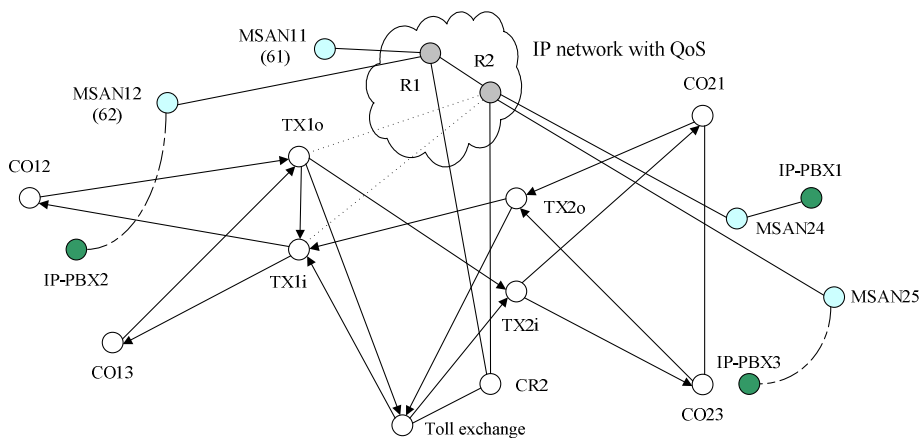 MSAN11
(61)
IP network with QoS
R2
R1
CO21
MSAN12
(62)
TX1o
CO12
IP-PBX1
TX2o
MSAN24
IP-PBX2
TX1i
MSAN25
TX2i
CO13
IP-PBX3
CR2
CO23
Toll exchange